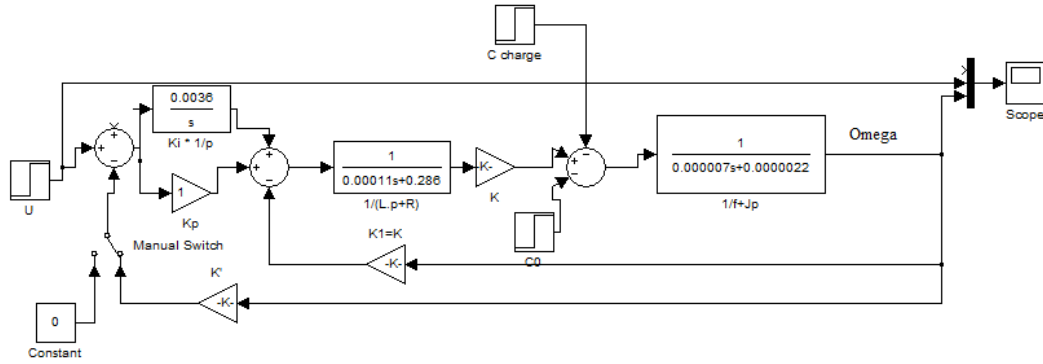 C charge
0.0036
s
Ki * 1/p
U
1
Kp
1
0.00011s+0.286
1/(L.p+R)
K-
K
C0
1
0.000007s+0.0000022
1/f+Jp
Omega
Scope
K1=K
-K-
Manual Switch
K'
-K-
0
Constant